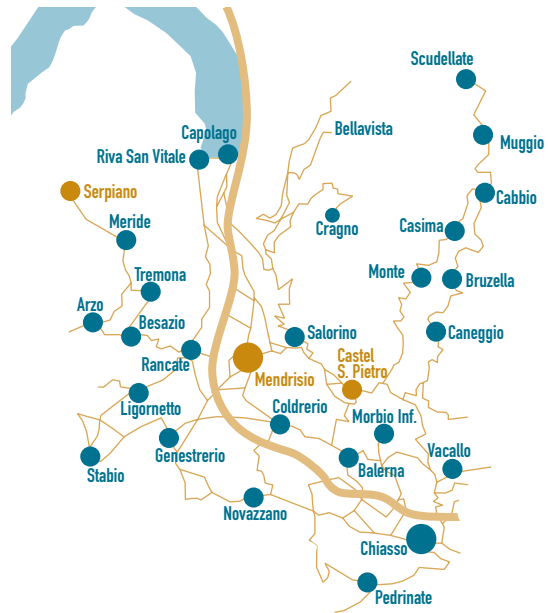 Scudellate
Bellavista
Capolago
Muggio
Riva San Vitale
Serpiano
Cabbio
Meride
Cragno
Casima
Tremona
Monte
Bruzella
Arzo
Besazio
Salorino
Caneggio
Rancate
Castel
S. Pietro
Mendrisio
Ligornetto
Coldrerio
Morbio Inf.
Genestrerio
Vacallo
Stabio
Balerna
Novazzano
Chiasso
Pedrinate